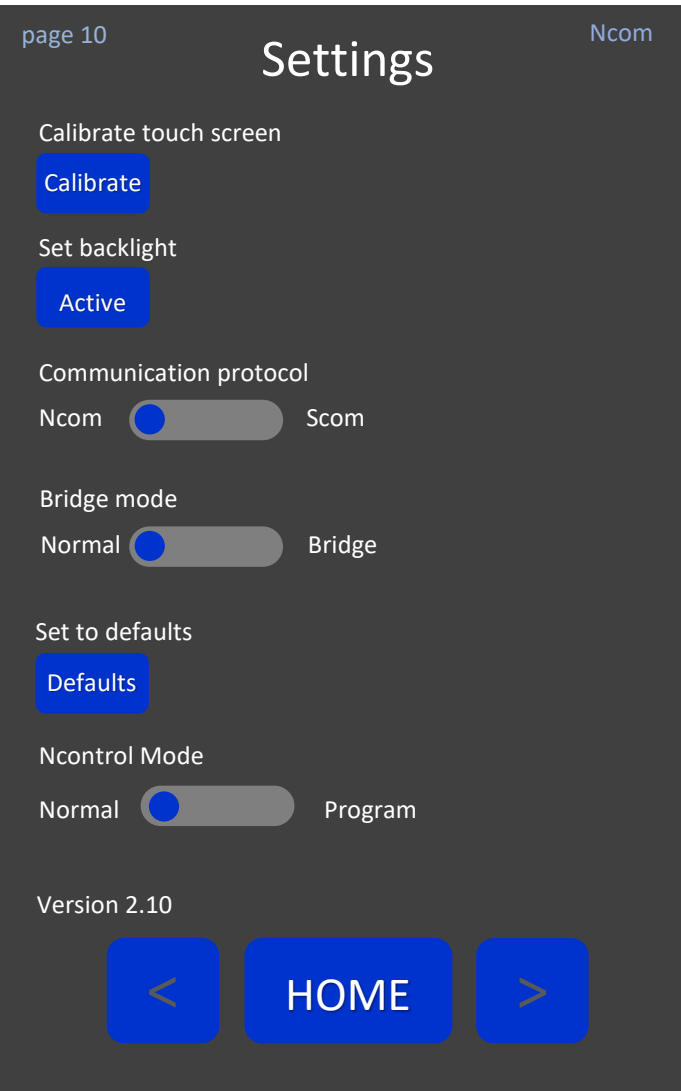 page 10
Ncom
Settings
Calibrate touch screen
Calibrate
Set backlight
Active
Communication protocol
Ncom Scom
Bridge mode
Normal Bridge
Set to defaults
Defaults
Ncontrol Mode
Normal Program
Version 2.10
< HOME >